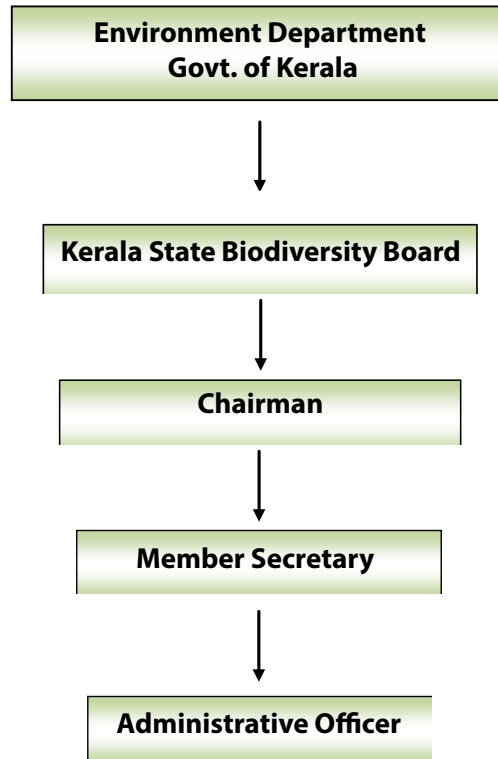 Environment Department
Govt. of Kerala
Kerala State Biodiversity Board
Chairman
Member Secretary
Administrative Officer